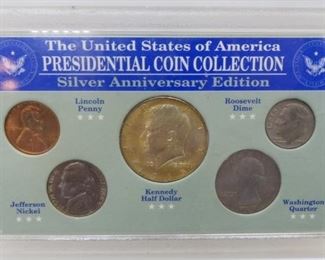 The United States of America
PRESIDENTIAL COIN COLLECTION
Silver Anniversary Edition
Lincoln
Penny
Roosevelt
Dime
Jefferson
Nickel
Kennedy
Half Dollar
Washington
Quarter